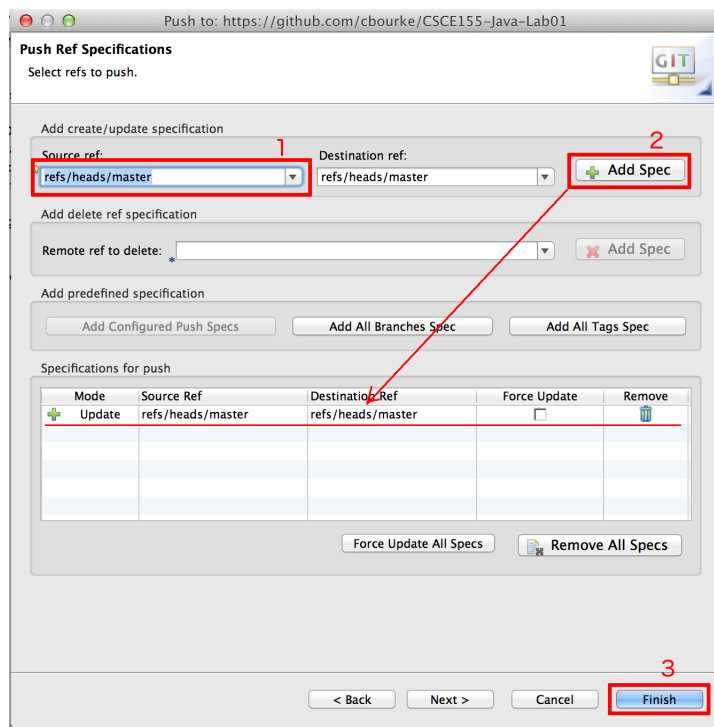 Push to: https://github.com/cbourke/CSCE155-Java-Lab01
Push Ref Specifications
Select refs to push.
GIT
Add create/update specification
1
2
Source ref:
Destination ref:
refs/heads/master
refs/heads/master
Add Spec
Add delete ref specification
Remote ref to delete:
*
Add Spec
Add predefined specification
Add Configured Push Specs
Add All Branches Spec
Add All Tags Spec
Specifications for push
Mode Source Ref Destination Ref Force Update Remove
Update refs/heads/master refs/heads/master
Force Update All Specs
Remove All Specs
3
< Back
Next >
Cancel
Finish